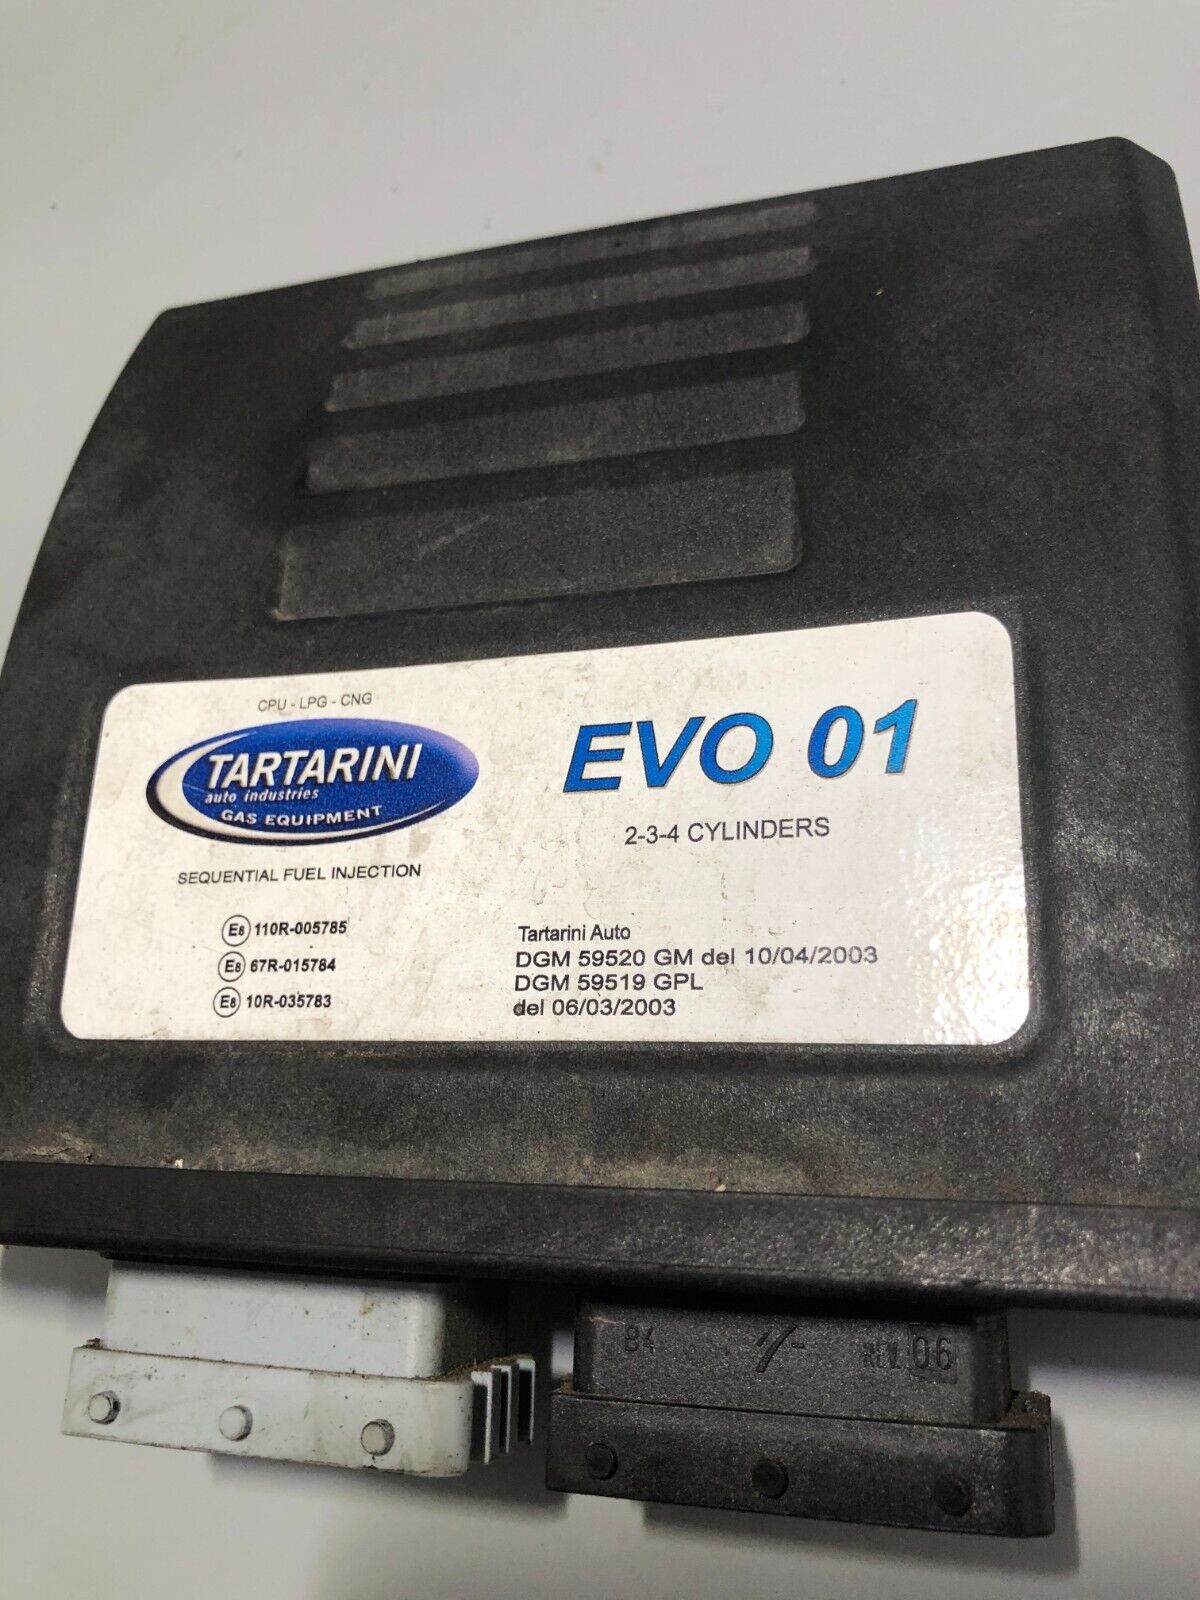 CPU - LPG - CNG
TARTARINI
auto industries
GAS EQUIPMENT
SEQUENTIAL FUEL INJECTION
E8 110R-005785
E8 67R-015784
E8 10R-035783
EVO 01
2-3-4 CYLINDERS
Tartarini Auto
DGM 59520 GM del 10/04/2003
DGM 59519 GPL
del 06/03/2003
B4
REV. 06